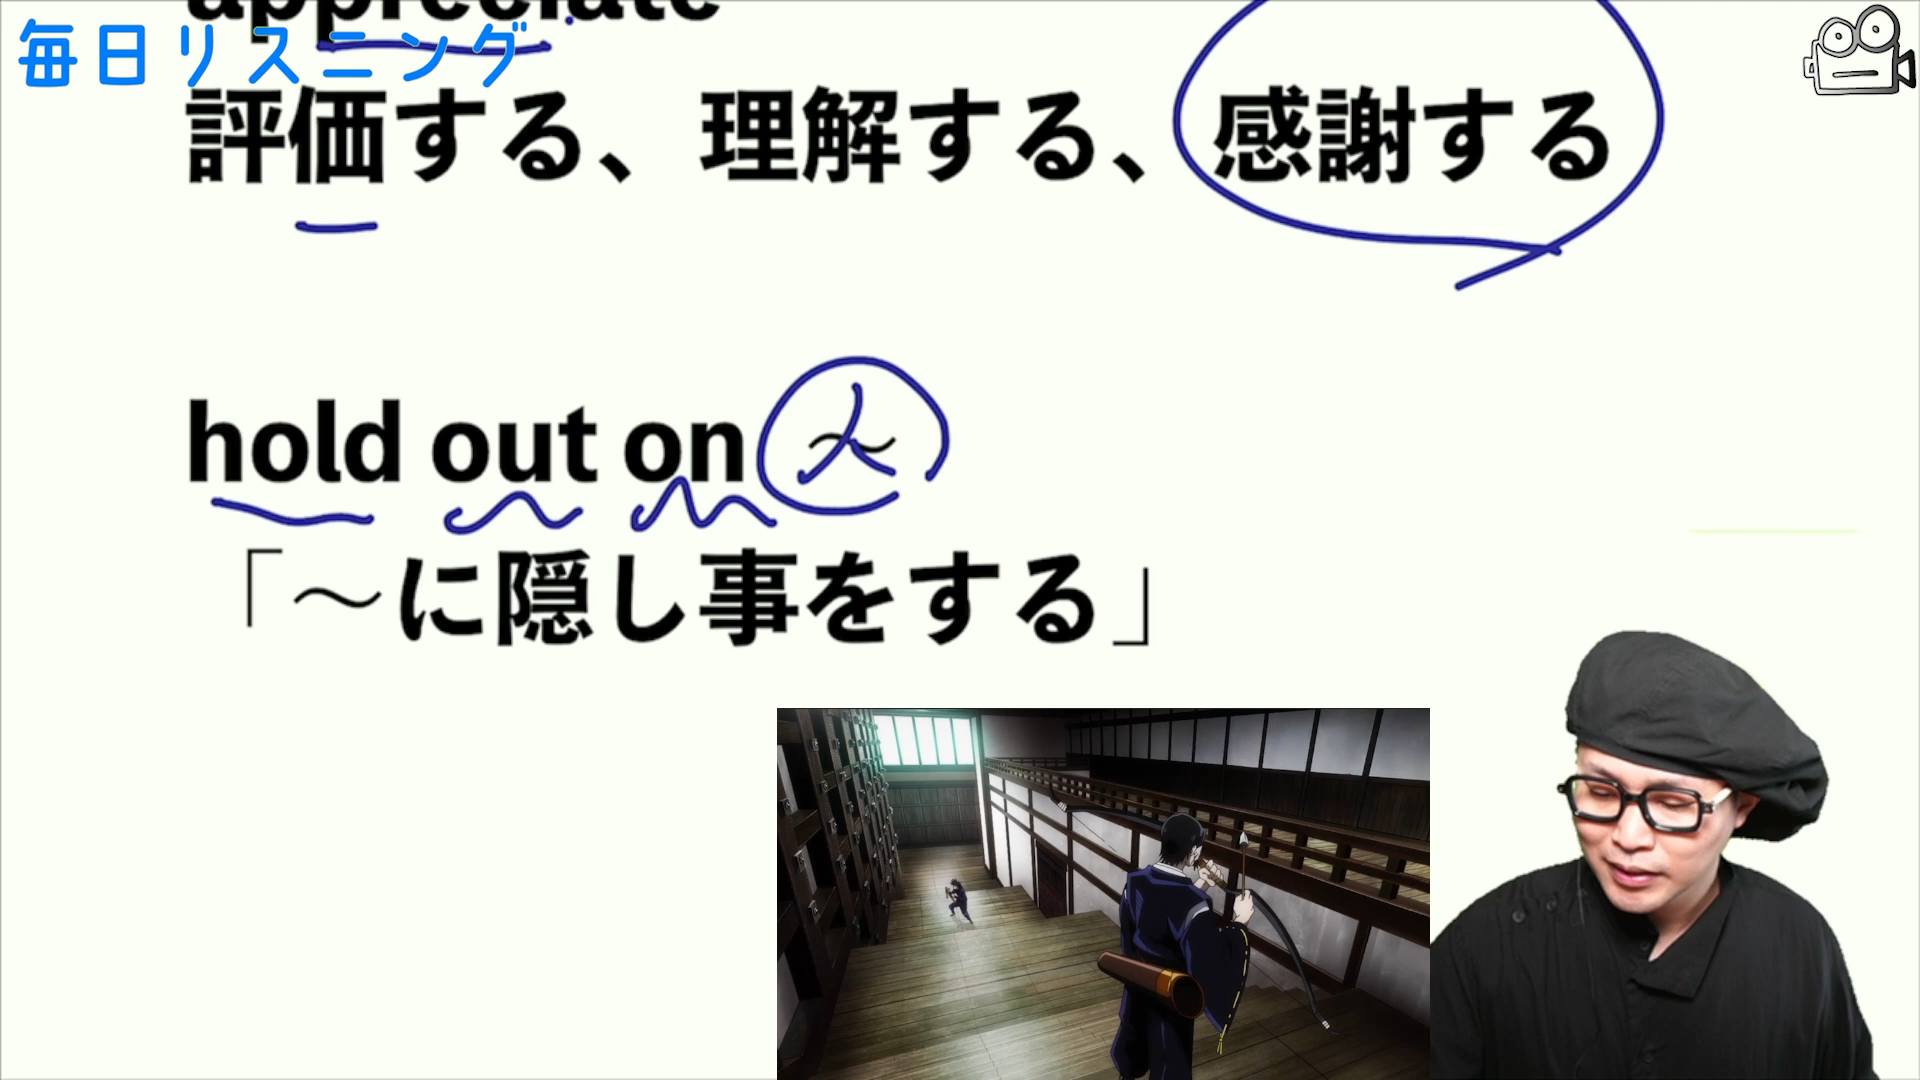 appreciate
毎日リスニング
評価する、理解する、感謝する
hold out on 〜
人
「〜に隠し事をする」